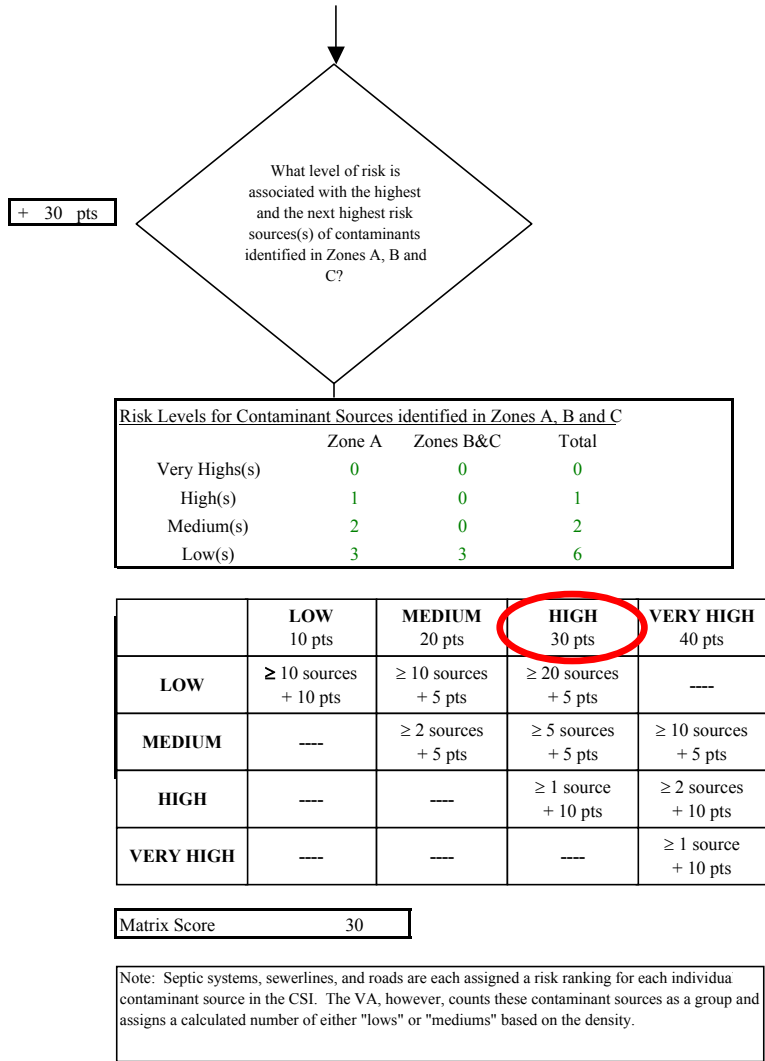 What level of risk is
associated with the highest
and the next highest risk
sources(s) of contaminants
identified in Zones A, B and
C?
+ 30 pts
Risk Levels for Contaminant Sources identified in Zones A, B and C
Zone A Zones B&C Total
Very Highs(s) 0 0 0
High(s) 1 0 1
Medium(s) 2 0 2
Low(s) 3 3 6
LOW MEDIUM HIGH VERY HIGH
10 pts 20 pts 30 pts 40 pts
LOW ≥ 10 sources ≥ 10 sources ≥ 20 sources ----
+ 10 pts + 5 pts + 5 pts
MEDIUM ---- ≥ 2 sources ≥ 5 sources ≥ 10 sources
+ 5 pts + 5 pts + 5 pts
HIGH ---- ---- ≥ 1 source ≥ 2 sources
+ 10 pts + 10 pts
VERY HIGH ---- ---- ---- ≥ 1 source
+ 10 pts
Matrix Score 30
Note: Septic systems, sewerlines, and roads are each assigned a risk ranking for each individua
contaminant source in the CSI. The VA, however, counts these contaminant sources as a group and
assigns a calculated number of either "lows" or "mediums" based on the density.